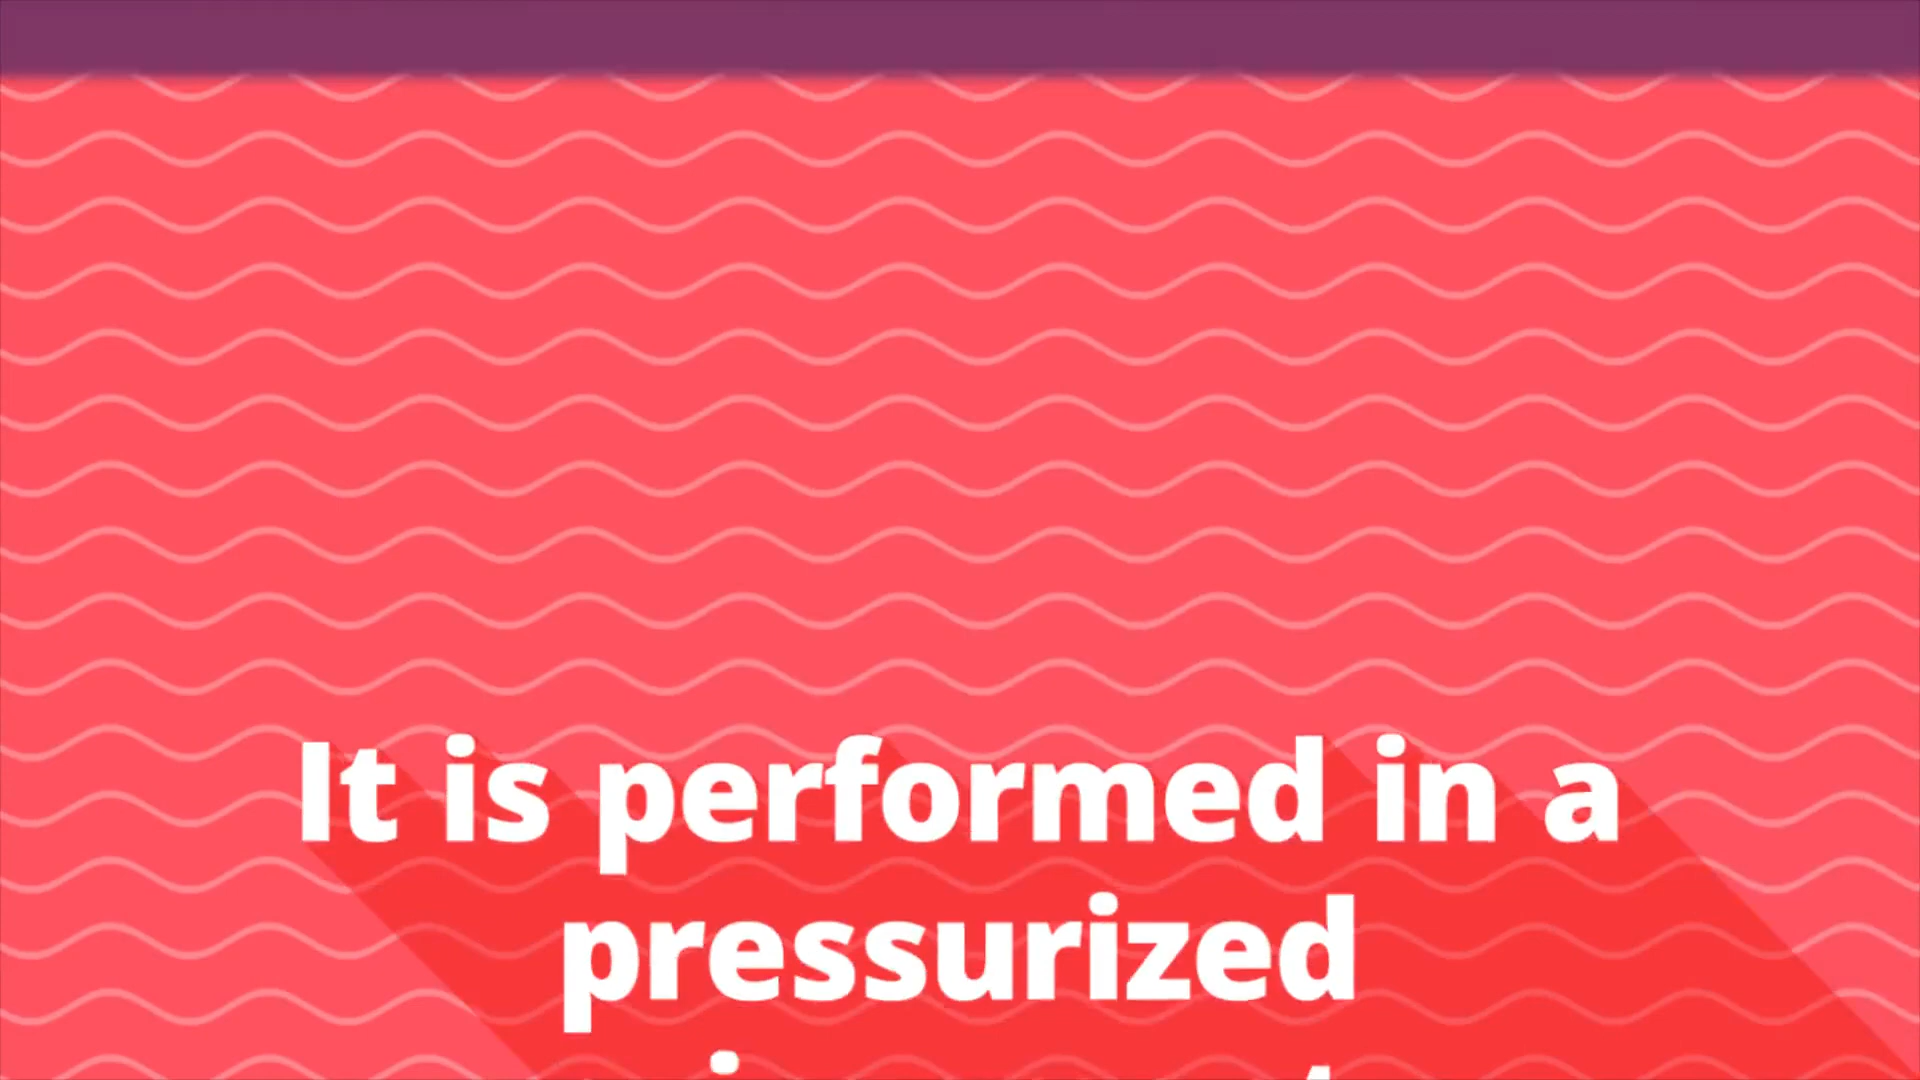 It is performed in a
pressurized